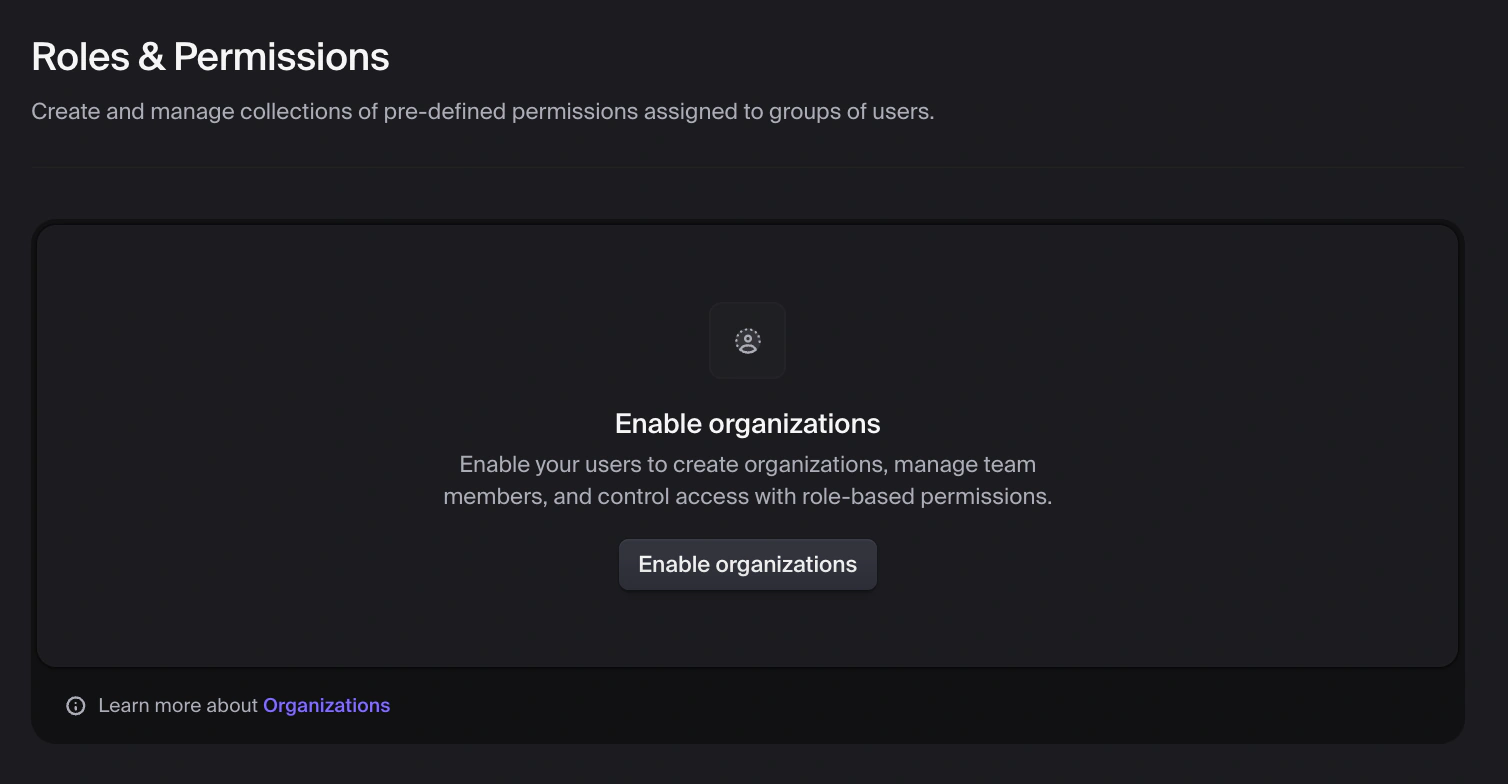 Roles & Permissions
Create and manage collections of pre-defined permissions assigned to groups of users.
Enable organizations
Enable your users to create organizations, manage team
members, and control access with role-based permissions.
Enable organizations
Learn more about Organizations